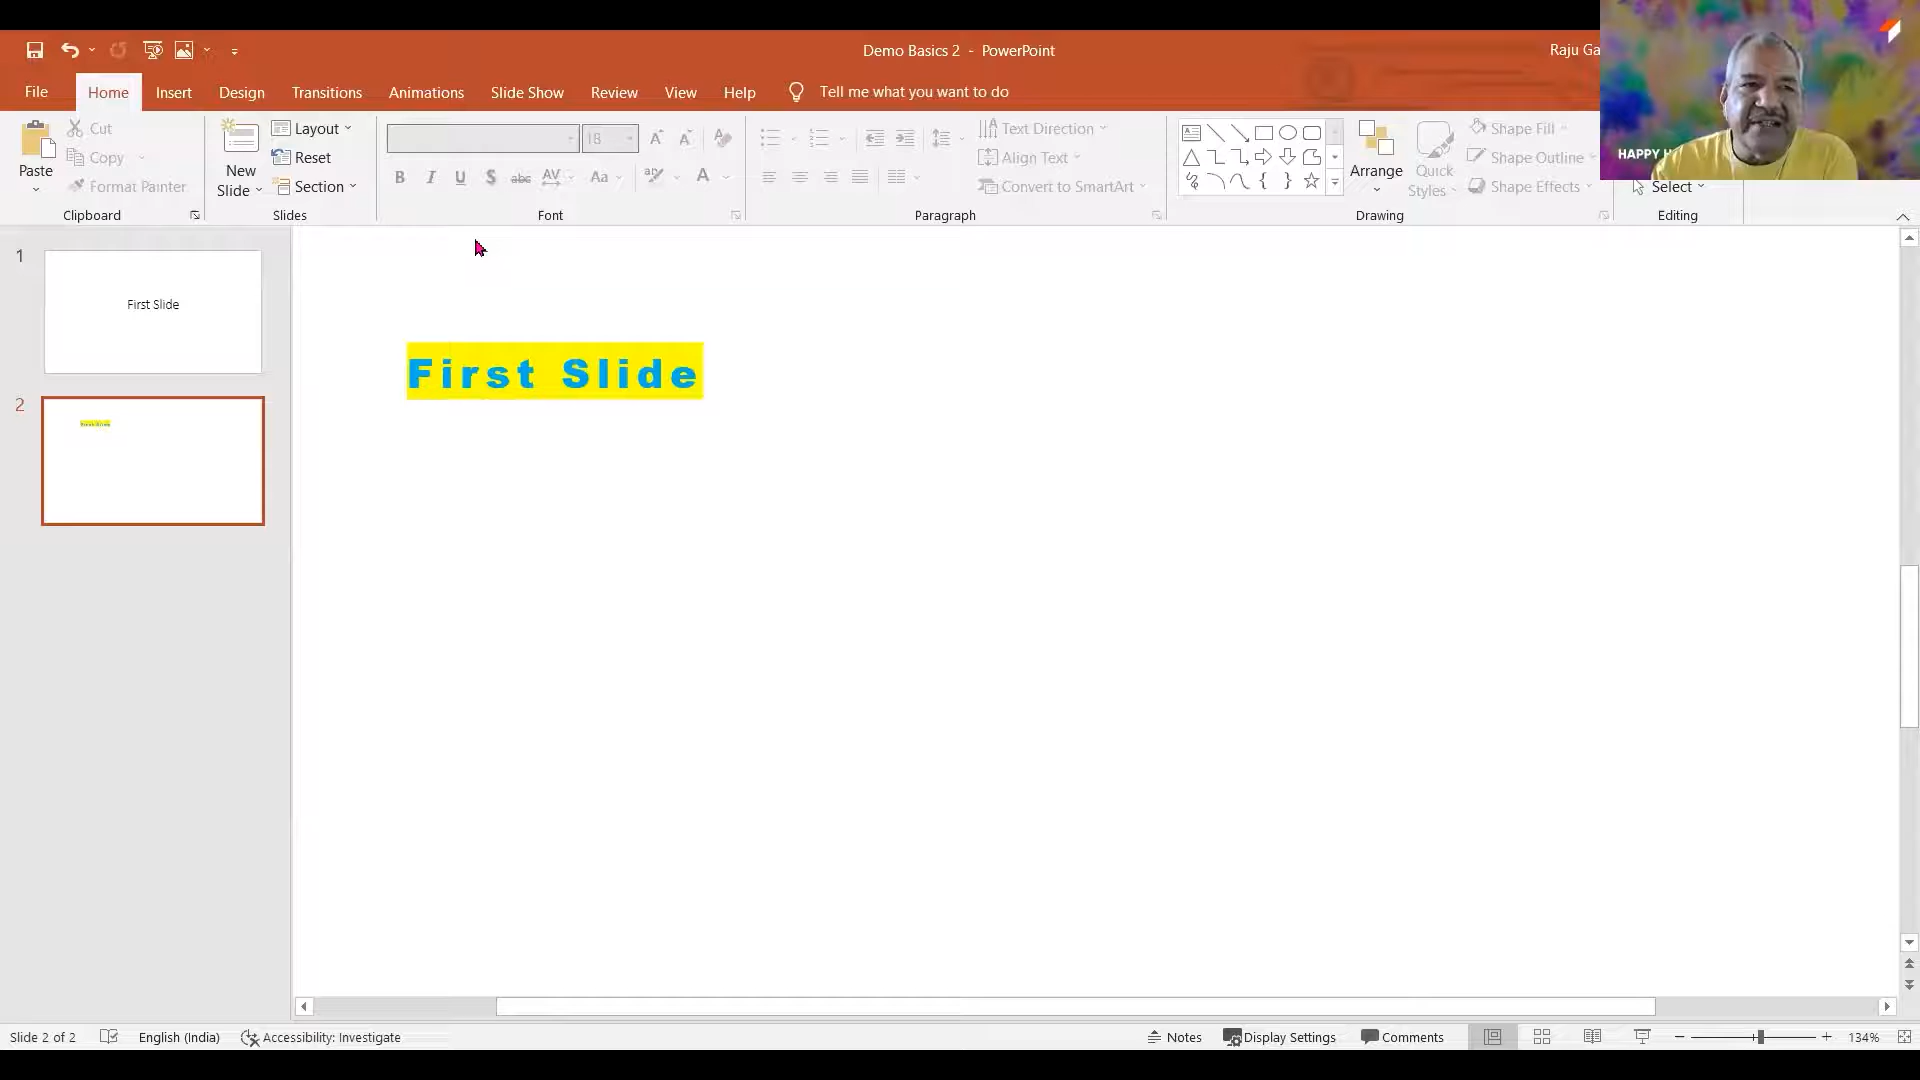 Demo Basics 2 - PowerPoint
Raju Ga
File Home Insert Design Transitions Animations Slide Show Review View Help Tell me what you want to do
HAPPY
Paste
Cut
Copy
Format Painter
Clipboard
New
Slide
Layout
Reset
Section
Slides
18
B I U S abc AV Aa A
Font
Text Direction
Align Text
Convert to SmartArt
Paragraph
Arrange
Quick
Styles
Shape Fill
Shape Outline
Shape Effects
Drawing
Select
Editing
1
First Slide
2
First Slide
Slide 2 of 2 English (India) Accessibility: Investigate Notes Display Settings Comments 134%